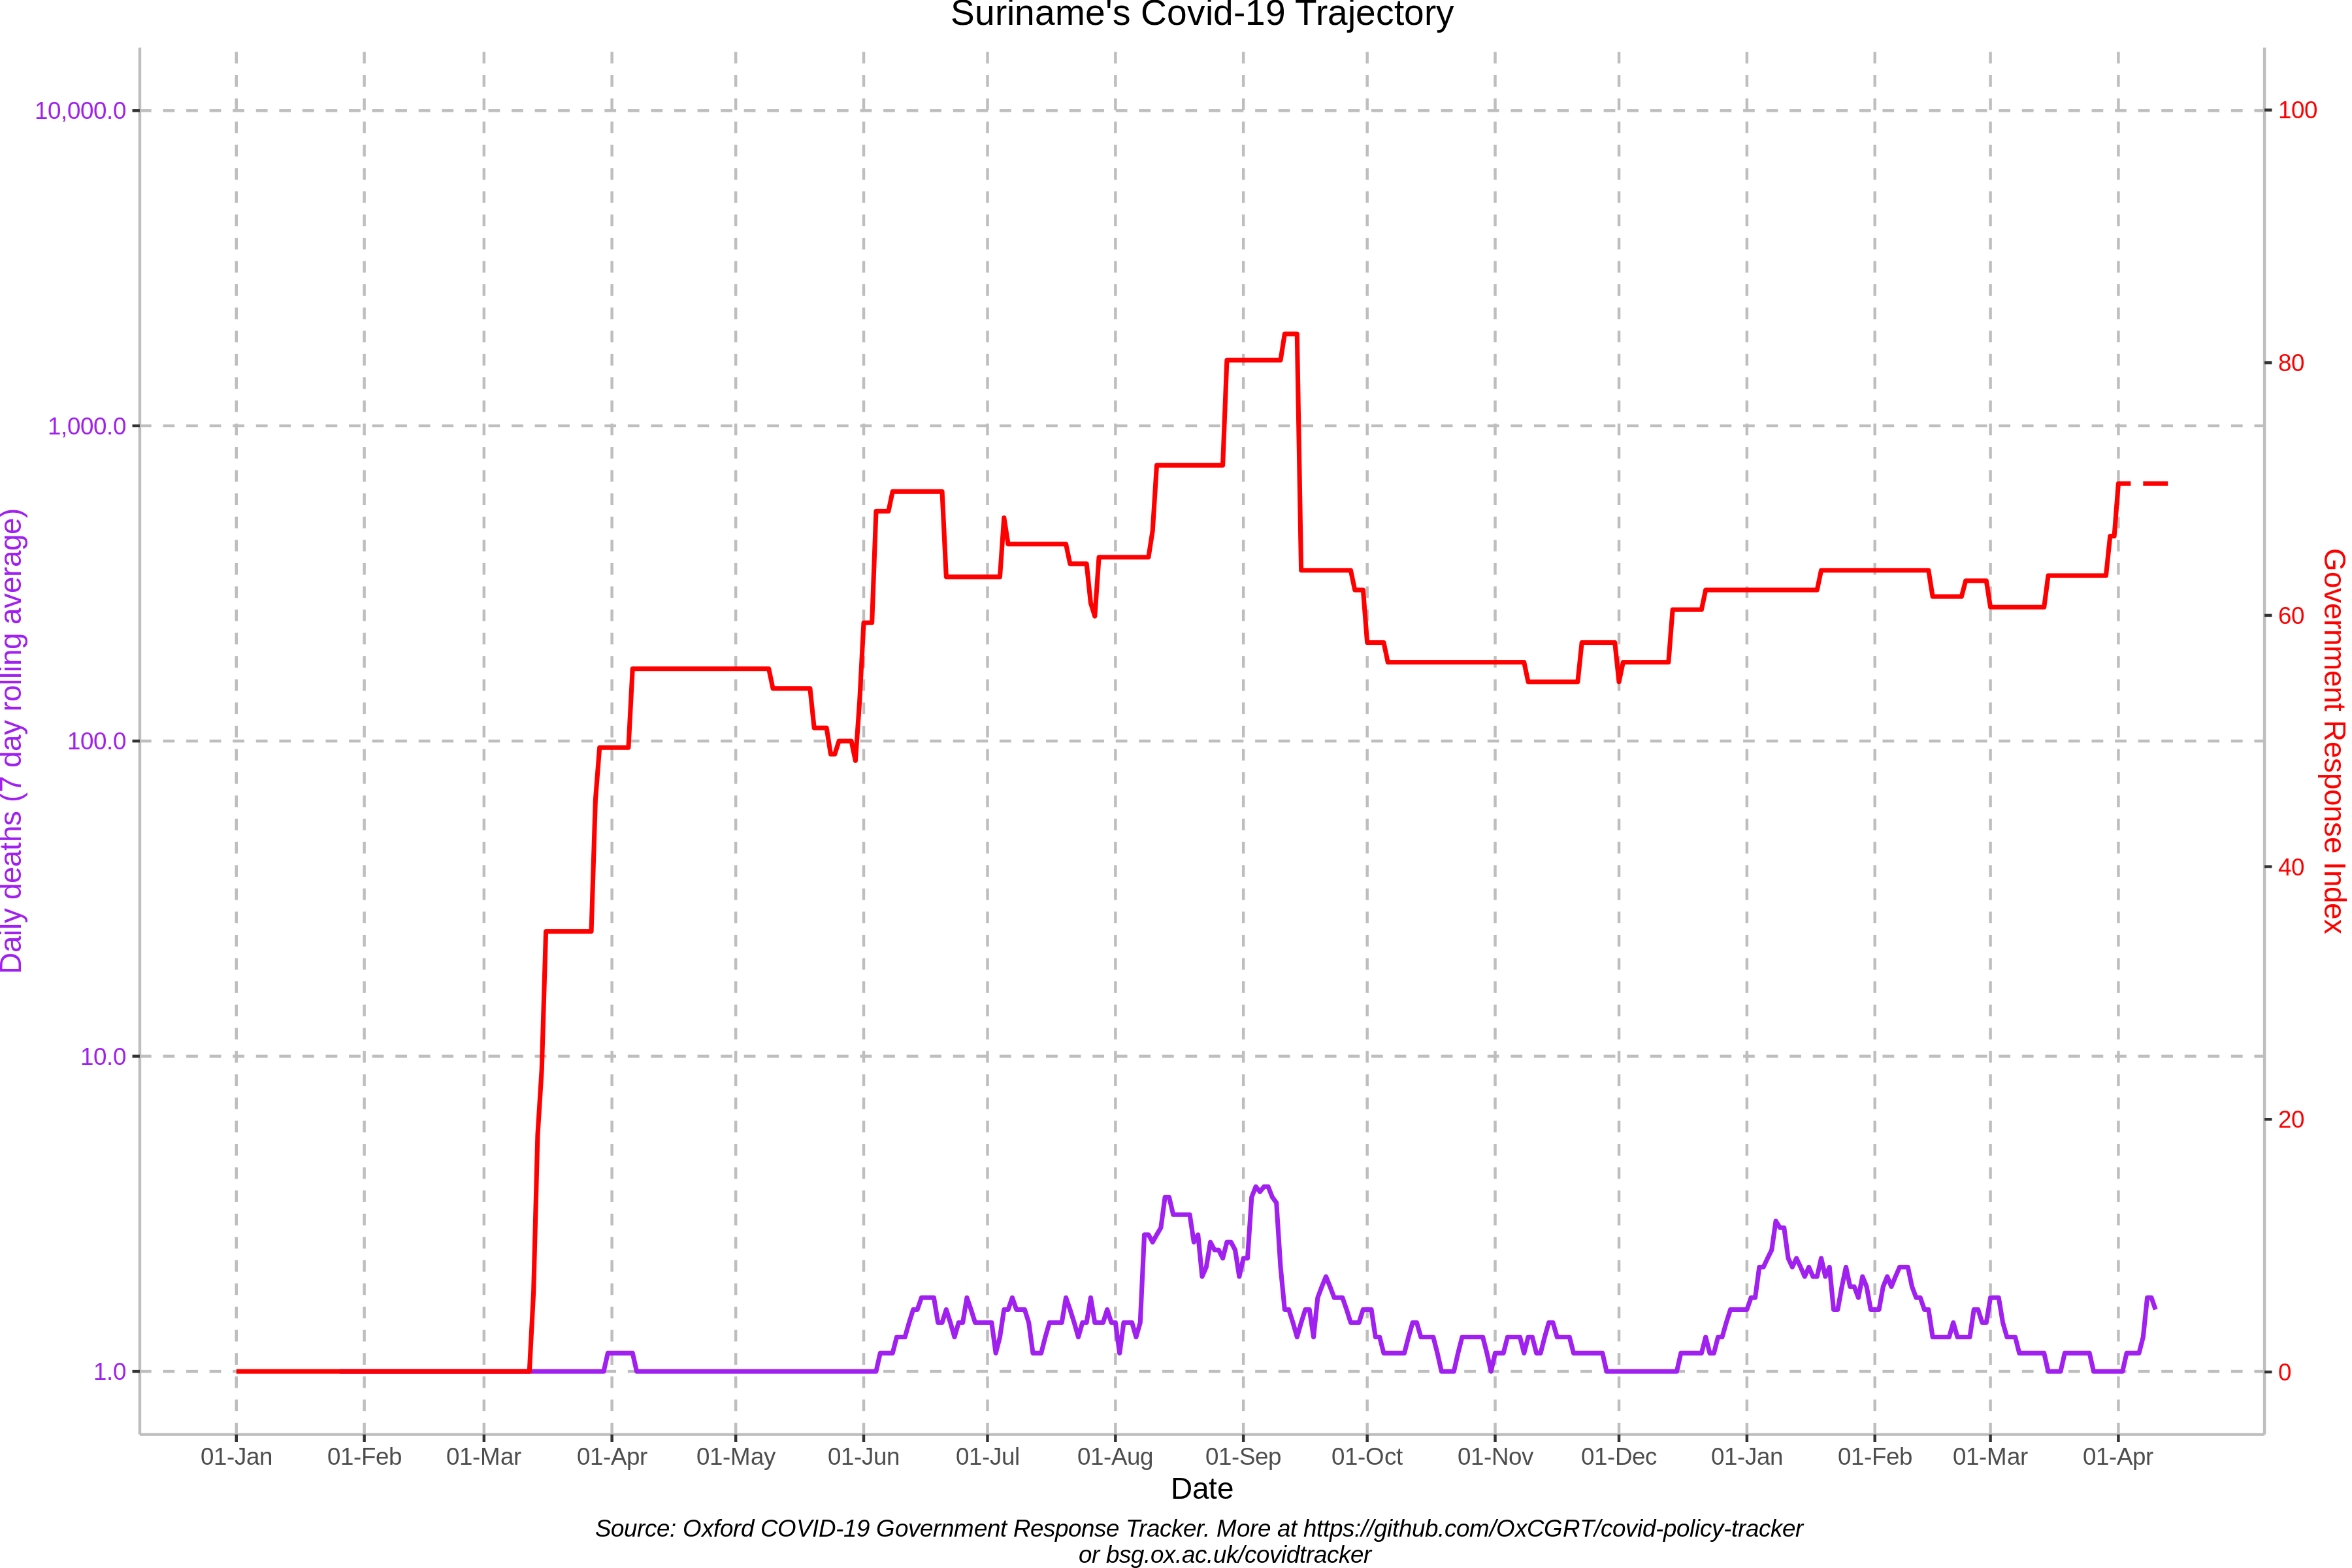 Suriname's Covid-19 Trajectory
10,000.0
1,000.0
100.0
10.0
1.0
Daily deaths (7 day rolling average)
100
80
60
40
20
0
Government Response Index
01-Jan 01-Feb 01-Mar 01-Apr 01-May 01-Jun 01-Jul 01-Aug 01-Sep 01-Oct 01-Nov 01-Dec 01-Jan 01-Feb 01-Mar 01-Apr
Date
Source: Oxford COVID-19 Government Response Tracker. More at https://github.com/OxCGRT/covid-policy-tracker
or bsg.ox.ac.uk/covidtracker